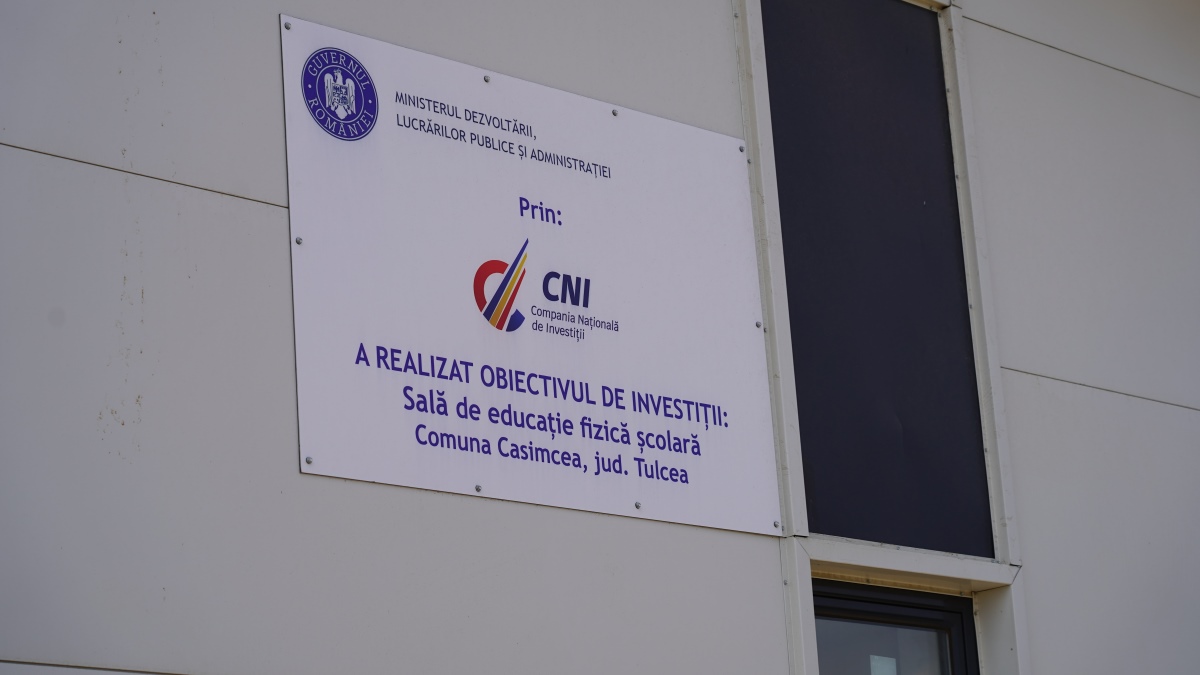 GUVERNUL
ROMÂNIEI
MINISTERUL DEZVOLTĂRII,
LUCRĂRILOR PUBLICE ȘI ADMINISTRAȚIEI
Prin:
CNI
Compania Națională
de Investiții
A REALIZAT OBIECTIVUL DE INVESTIȚII:
Sală de educație fizică școlară
Comuna Casimcea, jud. Tulcea